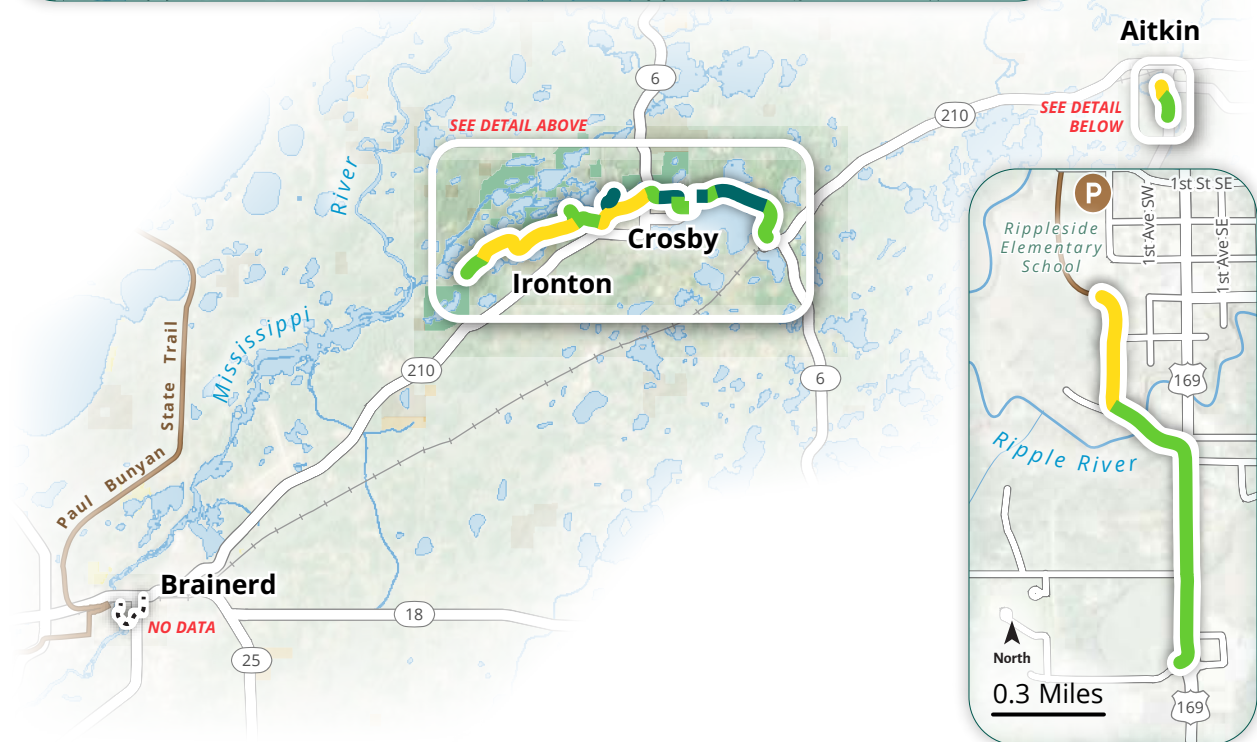 Aitkin
6
SEE DETAIL
BELOW
210
SEE DETAIL ABOVE
River
P
1st St SE
1st Ave SW
1st Ave SE
Rippleside
Elementary
School
Crosby
Ironton
Mississippi
State Trail
Paul Bunyan
210
6
169
Ripple River
Brainerd
NO DATA
18
25
North
0.3 Miles
169